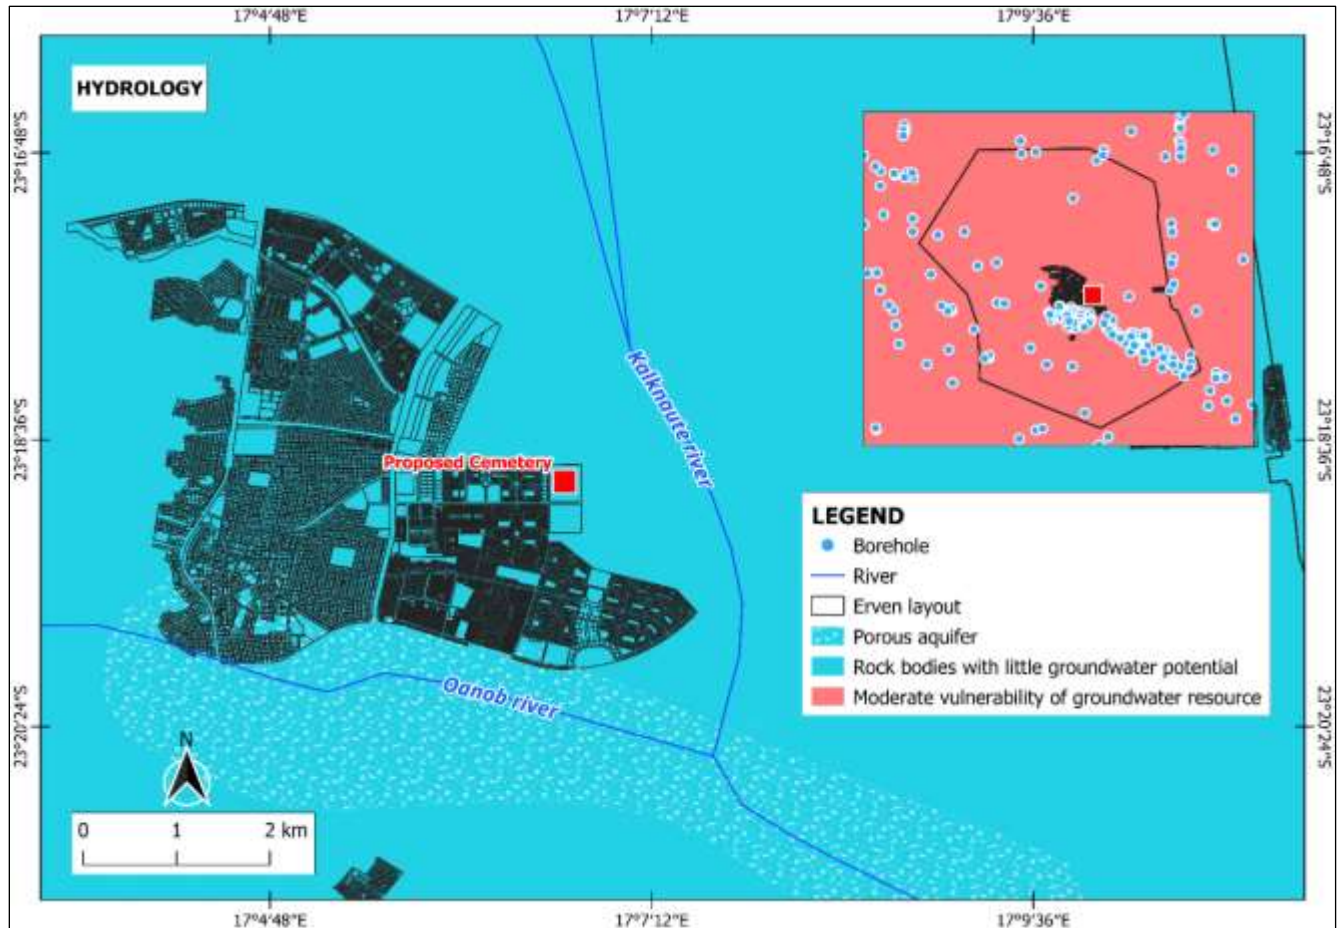 17°4'48"E
17°7'12"E
17°9'36"E
HYDROLOGY
23°16'48"S
23°16'48"S
Kalknaute river
23°18'36"S
23°18'36"S
Proposed Cemetery
LEGEND
Borehole
River
Erven layout
Porous aquifer
Rock bodies with little groundwater potential
Moderate vulnerability of groundwater resource
Oanob river
23°20'24"S
23°20'24"S
N
0 1 2 km
17°4'48"E
17°7'12"E
17°9'36"E